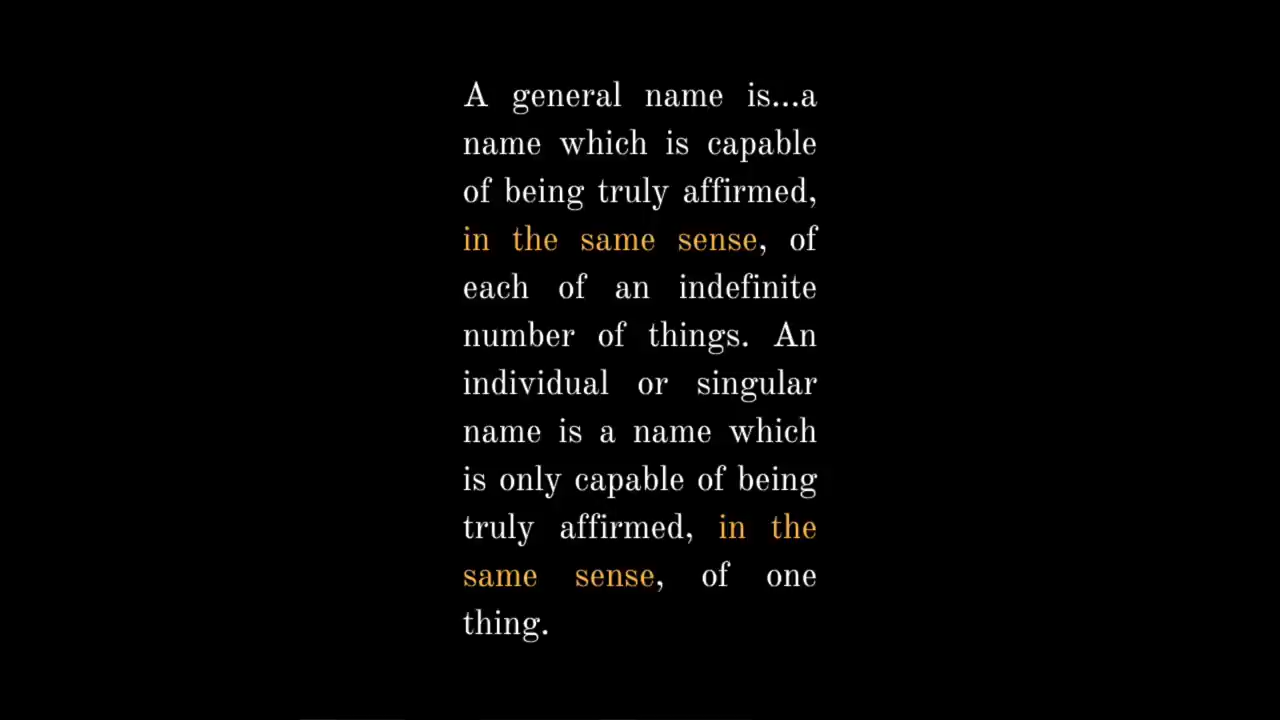 A general name is...a
name which is capable
of being truly affirmed,
in the same sense, of
each of an indefinite
number of things. An
individual or singular
name is a name which
is only capable of being
truly affirmed, in the
same sense, of one
thing.